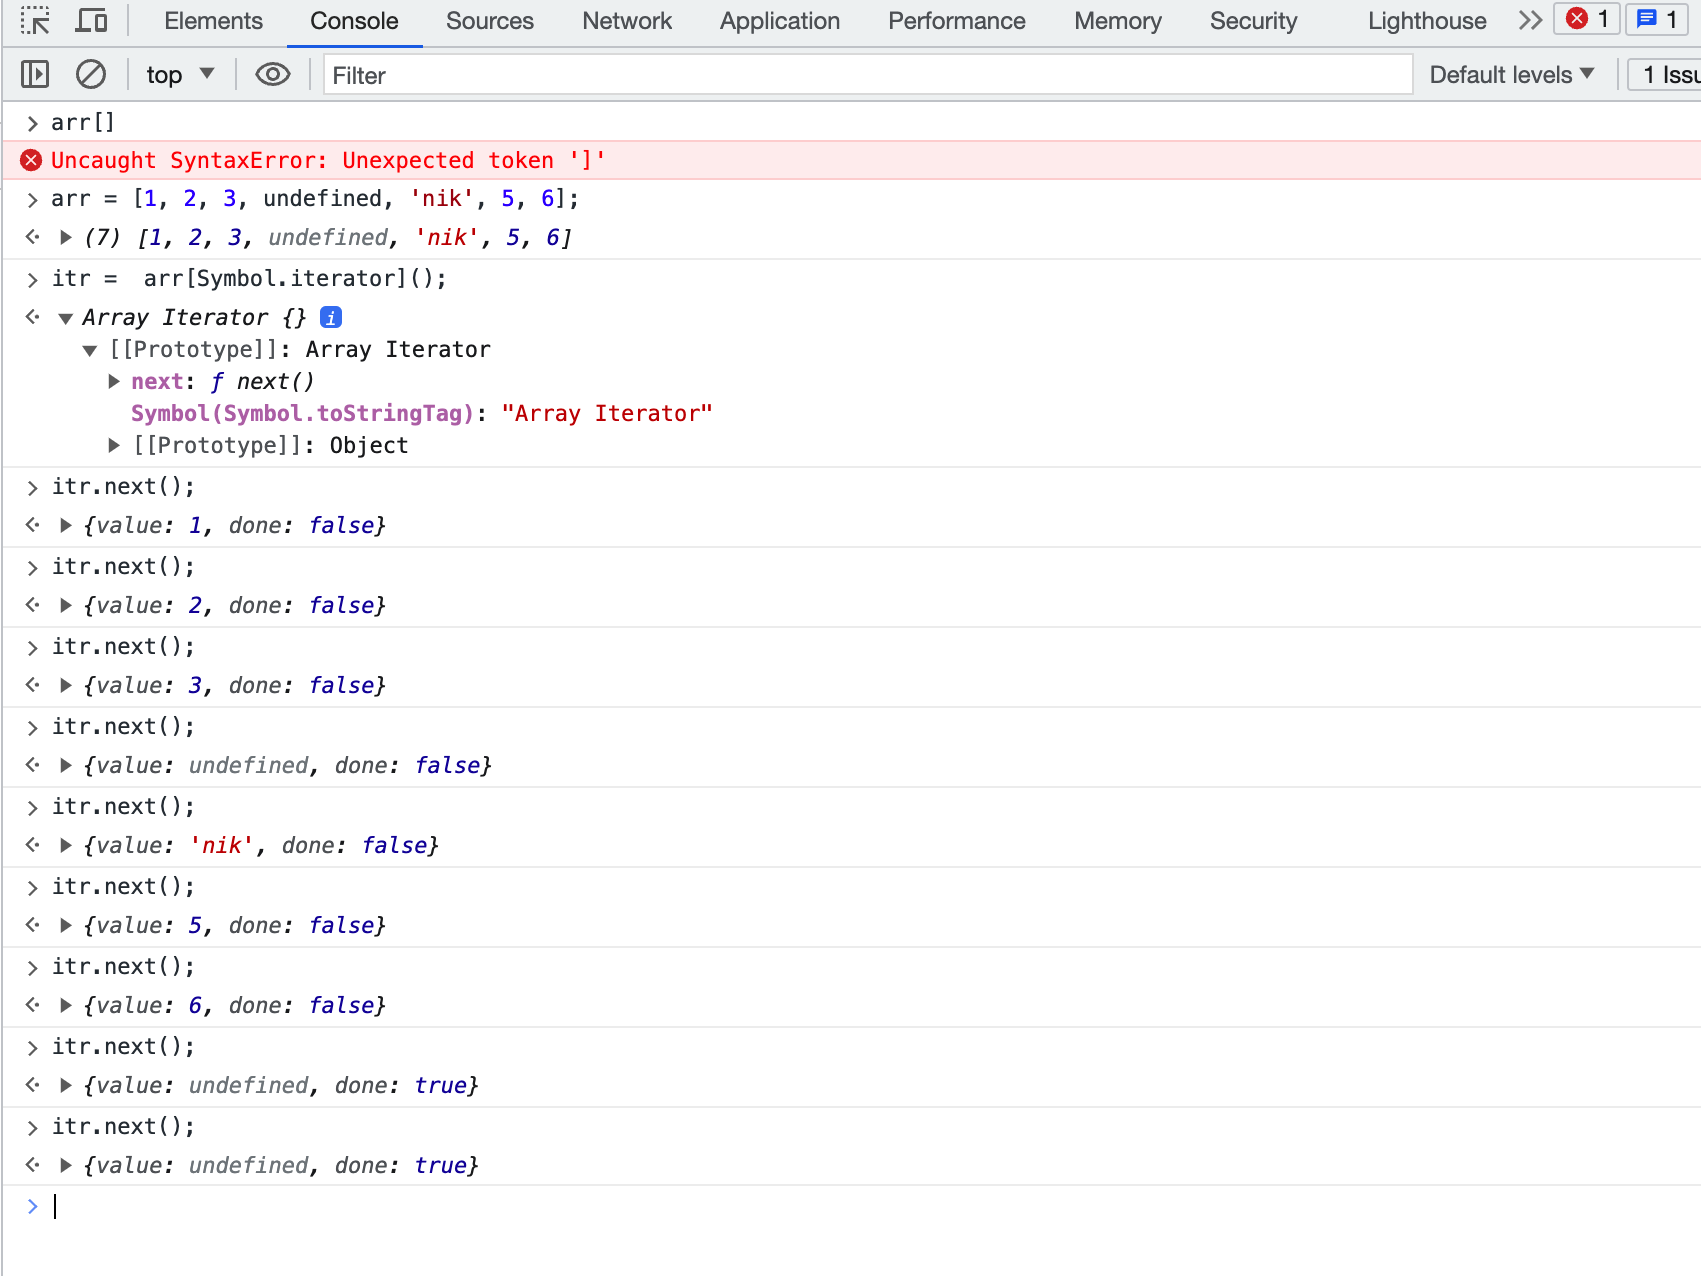 Elements Console Sources Network Application Performance Memory Security Lighthouse 1 1
top Filter Default levels 1 Issu
arr[]
Uncaught SyntaxError: Unexpected token ']'
arr = [1, 2, 3, undefined, 'nik', 5, 6];
(7) [1, 2, 3, undefined, 'nik', 5, 6]
itr =  arr[Symbol.iterator]();
Array Iterator {} i
[[Prototype]]: Array Iterator
next: ƒ next()
Symbol(Symbol.toStringTag): "Array Iterator"
[[Prototype]]: Object
itr.next();
{value: 1, done: false}
itr.next();
{value: 2, done: false}
itr.next();
{value: 3, done: false}
itr.next();
{value: undefined, done: false}
itr.next();
{value: 'nik', done: false}
itr.next();
{value: 5, done: false}
itr.next();
{value: 6, done: false}
itr.next();
{value: undefined, done: true}
itr.next();
{value: undefined, done: true}